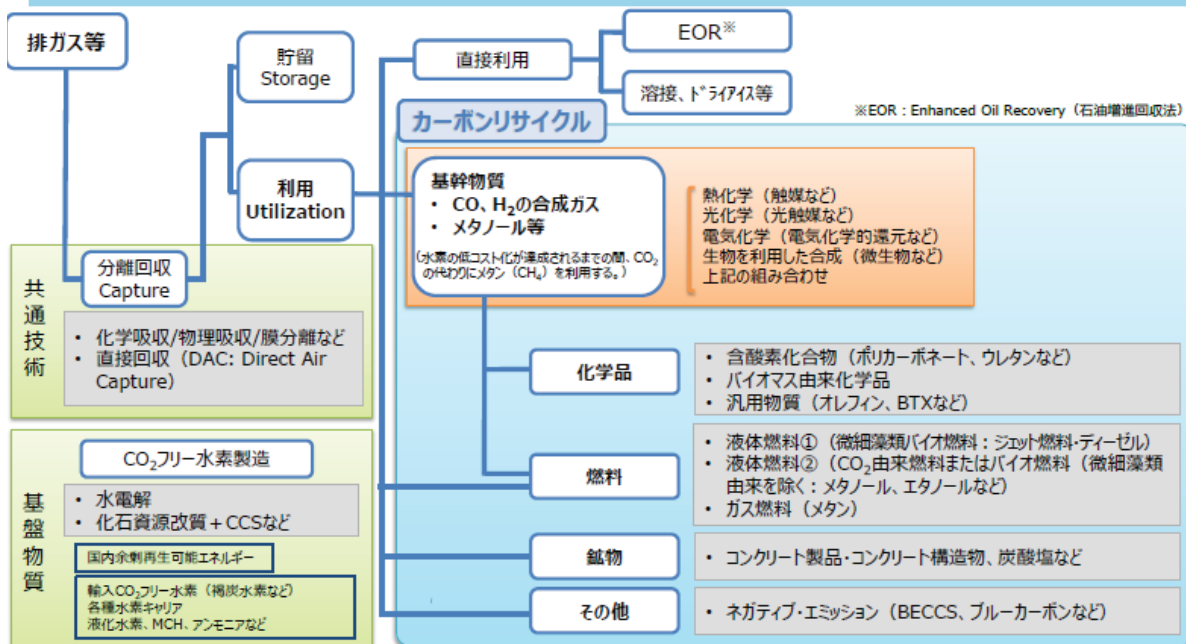 排ガス等
貯留
Storage
利用
Utilization
分離回収
Capture
共通技術
・ 化学吸収/物理吸収/膜分離など
・ 直接回収（DAC: Direct Air
Capture）
基盤物質
CO₂フリー水素製造
・ 水電解
・ 化石資源改質+CCSなど
国内余剰再生可能エネルギー
輸入CO₂フリー水素（褐炭水素など）
各種水素キャリア
液化水素、MCH、アンモニアなど
直接利用
EOR※
溶接、ﾄﾞﾗｲｱｲｽ等
※EOR：Enhanced Oil Recovery（石油増進回収法）
カーボンリサイクル
基幹物質
・ CO、H₂の合成ガス
・ メタノール等
（水素の低コスト化が達成されるまでの間、CO₂
の代わりにメタン（CH₄）を利用する。）
熱化学（触媒など）
光化学（光触媒など）
電気化学（電気化学的還元など）
生物を利用した合成（微生物など）
上記の組み合わせ
化学品
・ 含酸素化合物（ポリカーボネート、ウレタンなど）
・ バイオマス由来化学品
・ 汎用物質（オレフィン、BTXなど）
燃料
・ 液体燃料①（微細藻類バイオ燃料：ジェット燃料・ディーゼル）
・ 液体燃料②（CO₂由来燃料またはバイオ燃料（微細藻類
由来を除く：メタノール、エタノールなど）
・ ガス燃料（メタン）
鉱物
・ コンクリート製品・コンクリート構造物、炭酸塩など
その他
・ ネガティブ・エミッション（BECCS、ブルーカーボンなど）